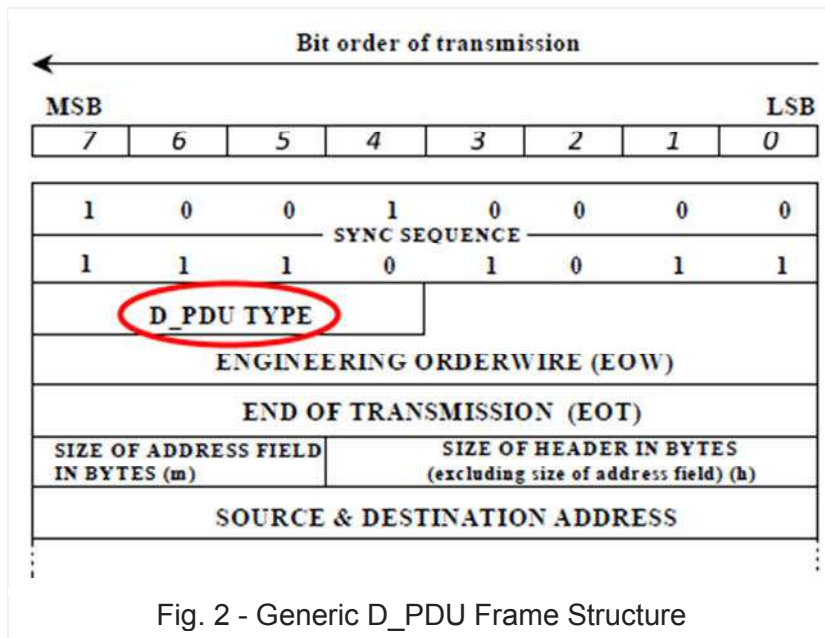 Bit order of transmission
MSB LSB
7 6 5 4 3 2 1 0
1 0 0 1 0 0 0 0
SYNC SEQUENCE
1 1 1 0 1 0 1 1
D_PDU TYPE
ENGINEERING ORDERWIRE (EOW)
END OF TRANSMISSION (EOT)
SIZE OF ADDRESS FIELD
IN BYTES (m)
SIZE OF HEADER IN BYTES
(excluding size of address field) (h)
SOURCE & DESTINATION ADDRESS
Fig. 2 - Generic D_PDU Frame Structure